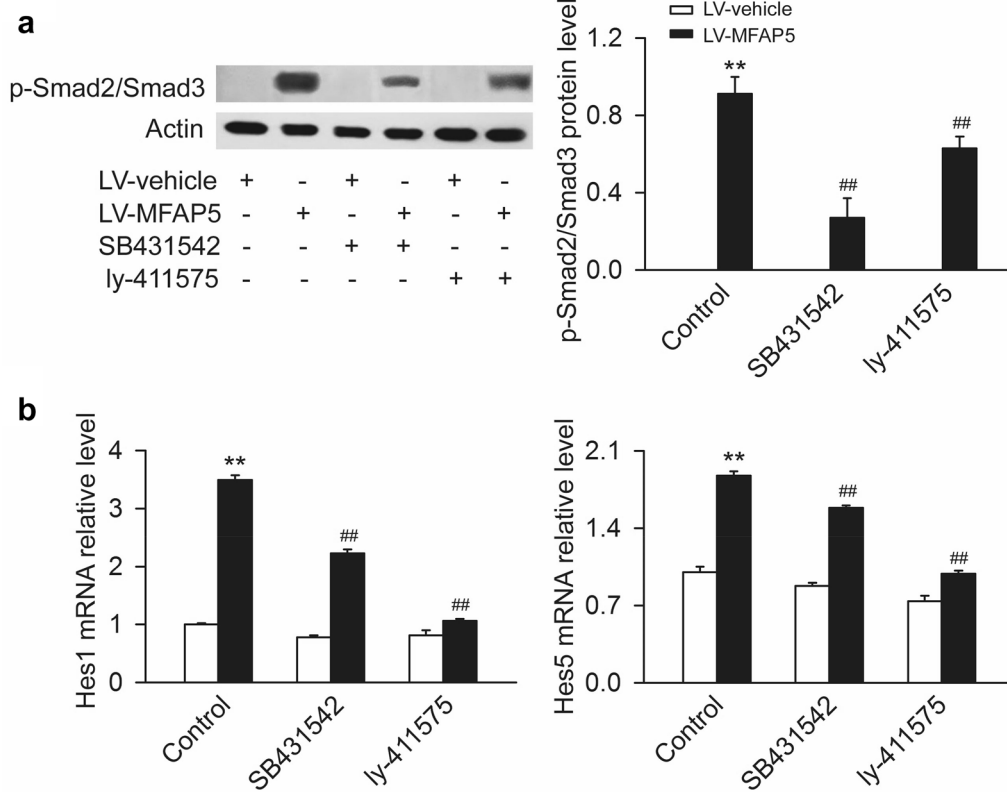 a
p-Smad2/Smad3
Actin
LV-vehicle + - + - + -
LV-MFAP5 - + - + - +
SB431542 - - + + - -
ly-411575 - - - - + +
LV-vehicle
LV-MFAP5
p-Smad2/Smad3 protein level
1.2
0.8
0.4
0.0
**
##
##
Control
SB431542
ly-411575
b
Hes1 mRNA relative level
4
3
2
1
0
**
##
##
Control
SB431542
ly-411575
Hes5 mRNA relative level
2.1
1.4
0.7
0.0
**
##
##
Control
SB431542
ly-411575